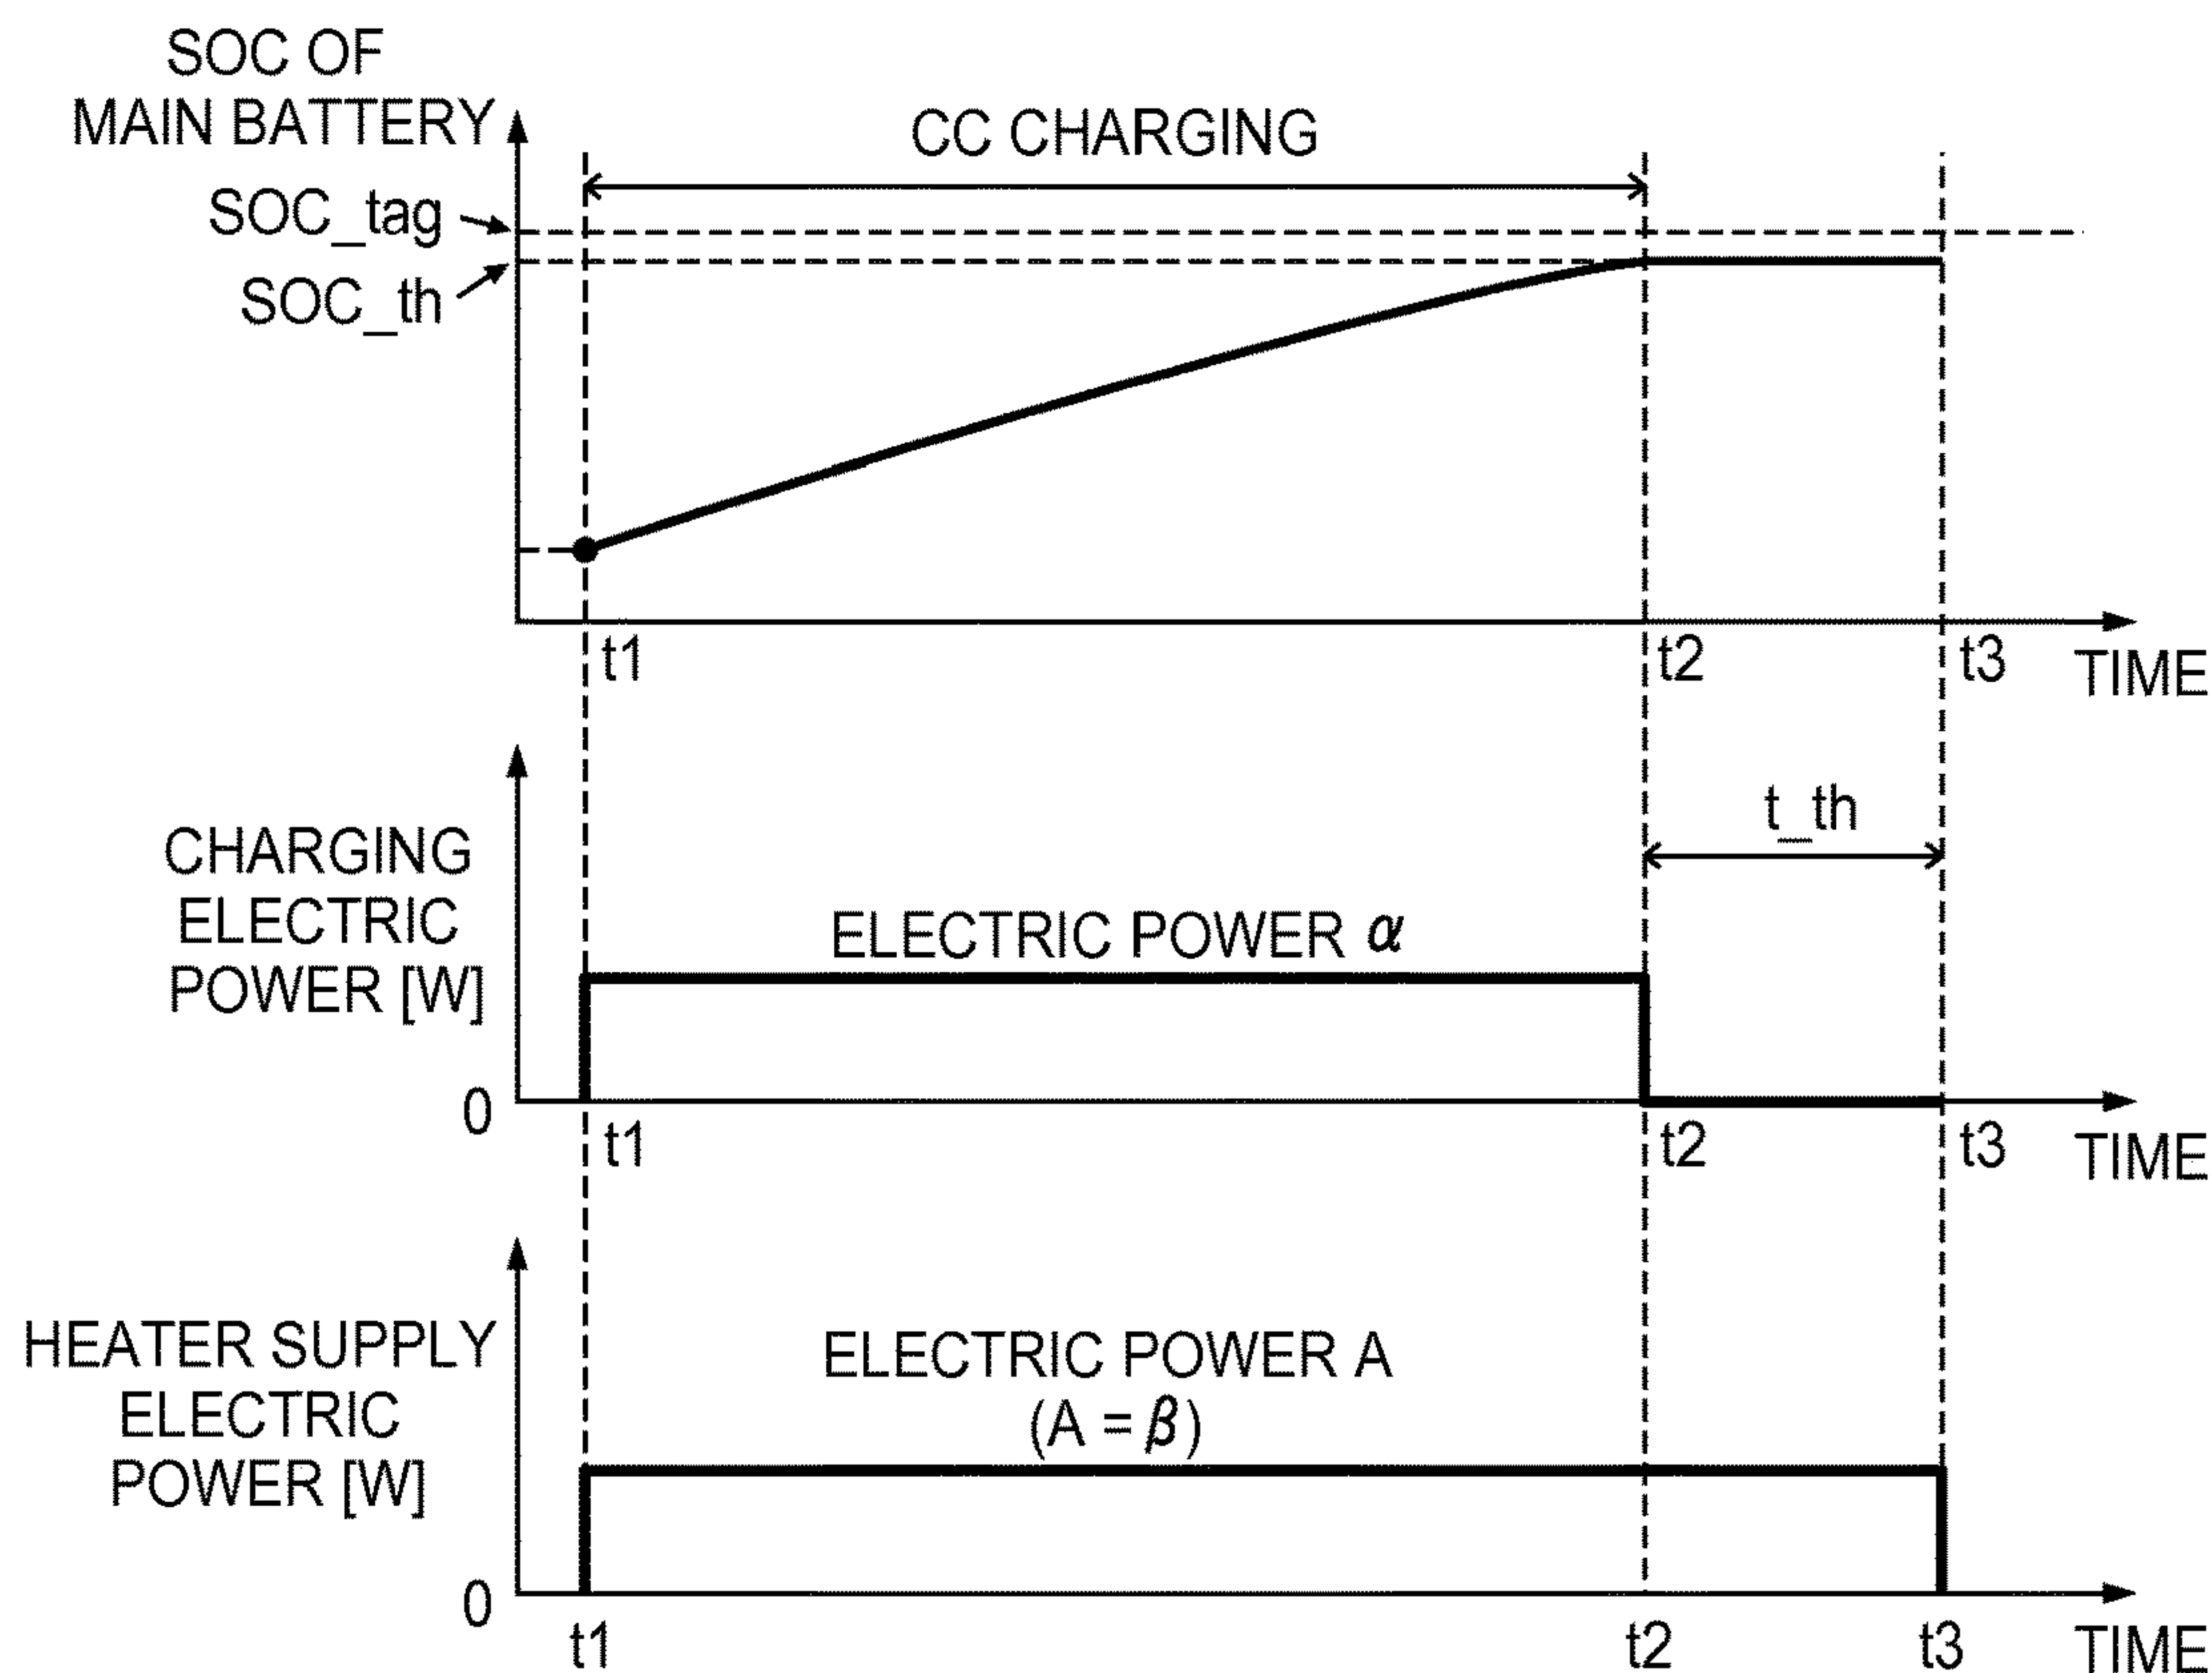 SOC OF
MAIN BATTERY
CC CHARGING
SOC_tag
SOC_th
t1
t2
t3
TIME
t_th
CHARGING
ELECTRIC
POWER [W]
ELECTRIC POWER α
0
t1
t2
t3
TIME
HEATER SUPPLY
ELECTRIC
POWER [W]
ELECTRIC POWER A
(A = β)
0
t1
t2
t3
TIME